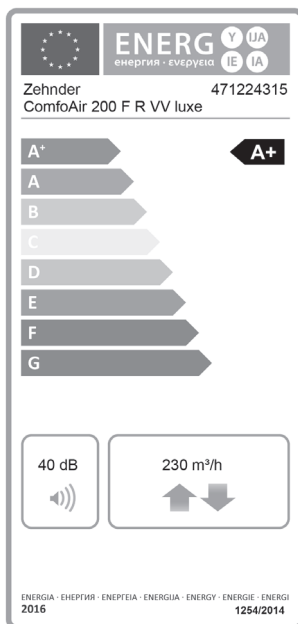 ENERG Y IJA
енергия · ενεργεια IE IA
Zehnder 471224315
ComfoAir 200 F R VV luxe
A+ A+
A
B
C
D
E
F
G
40 dB 230 m³/h
ENERGIA · ЕНЕРГИЯ · ΕΝΕΡΓΕΙΑ · ENERGIJA · ENERGY · ENERGIE · ENERGI
2016 1254/2014